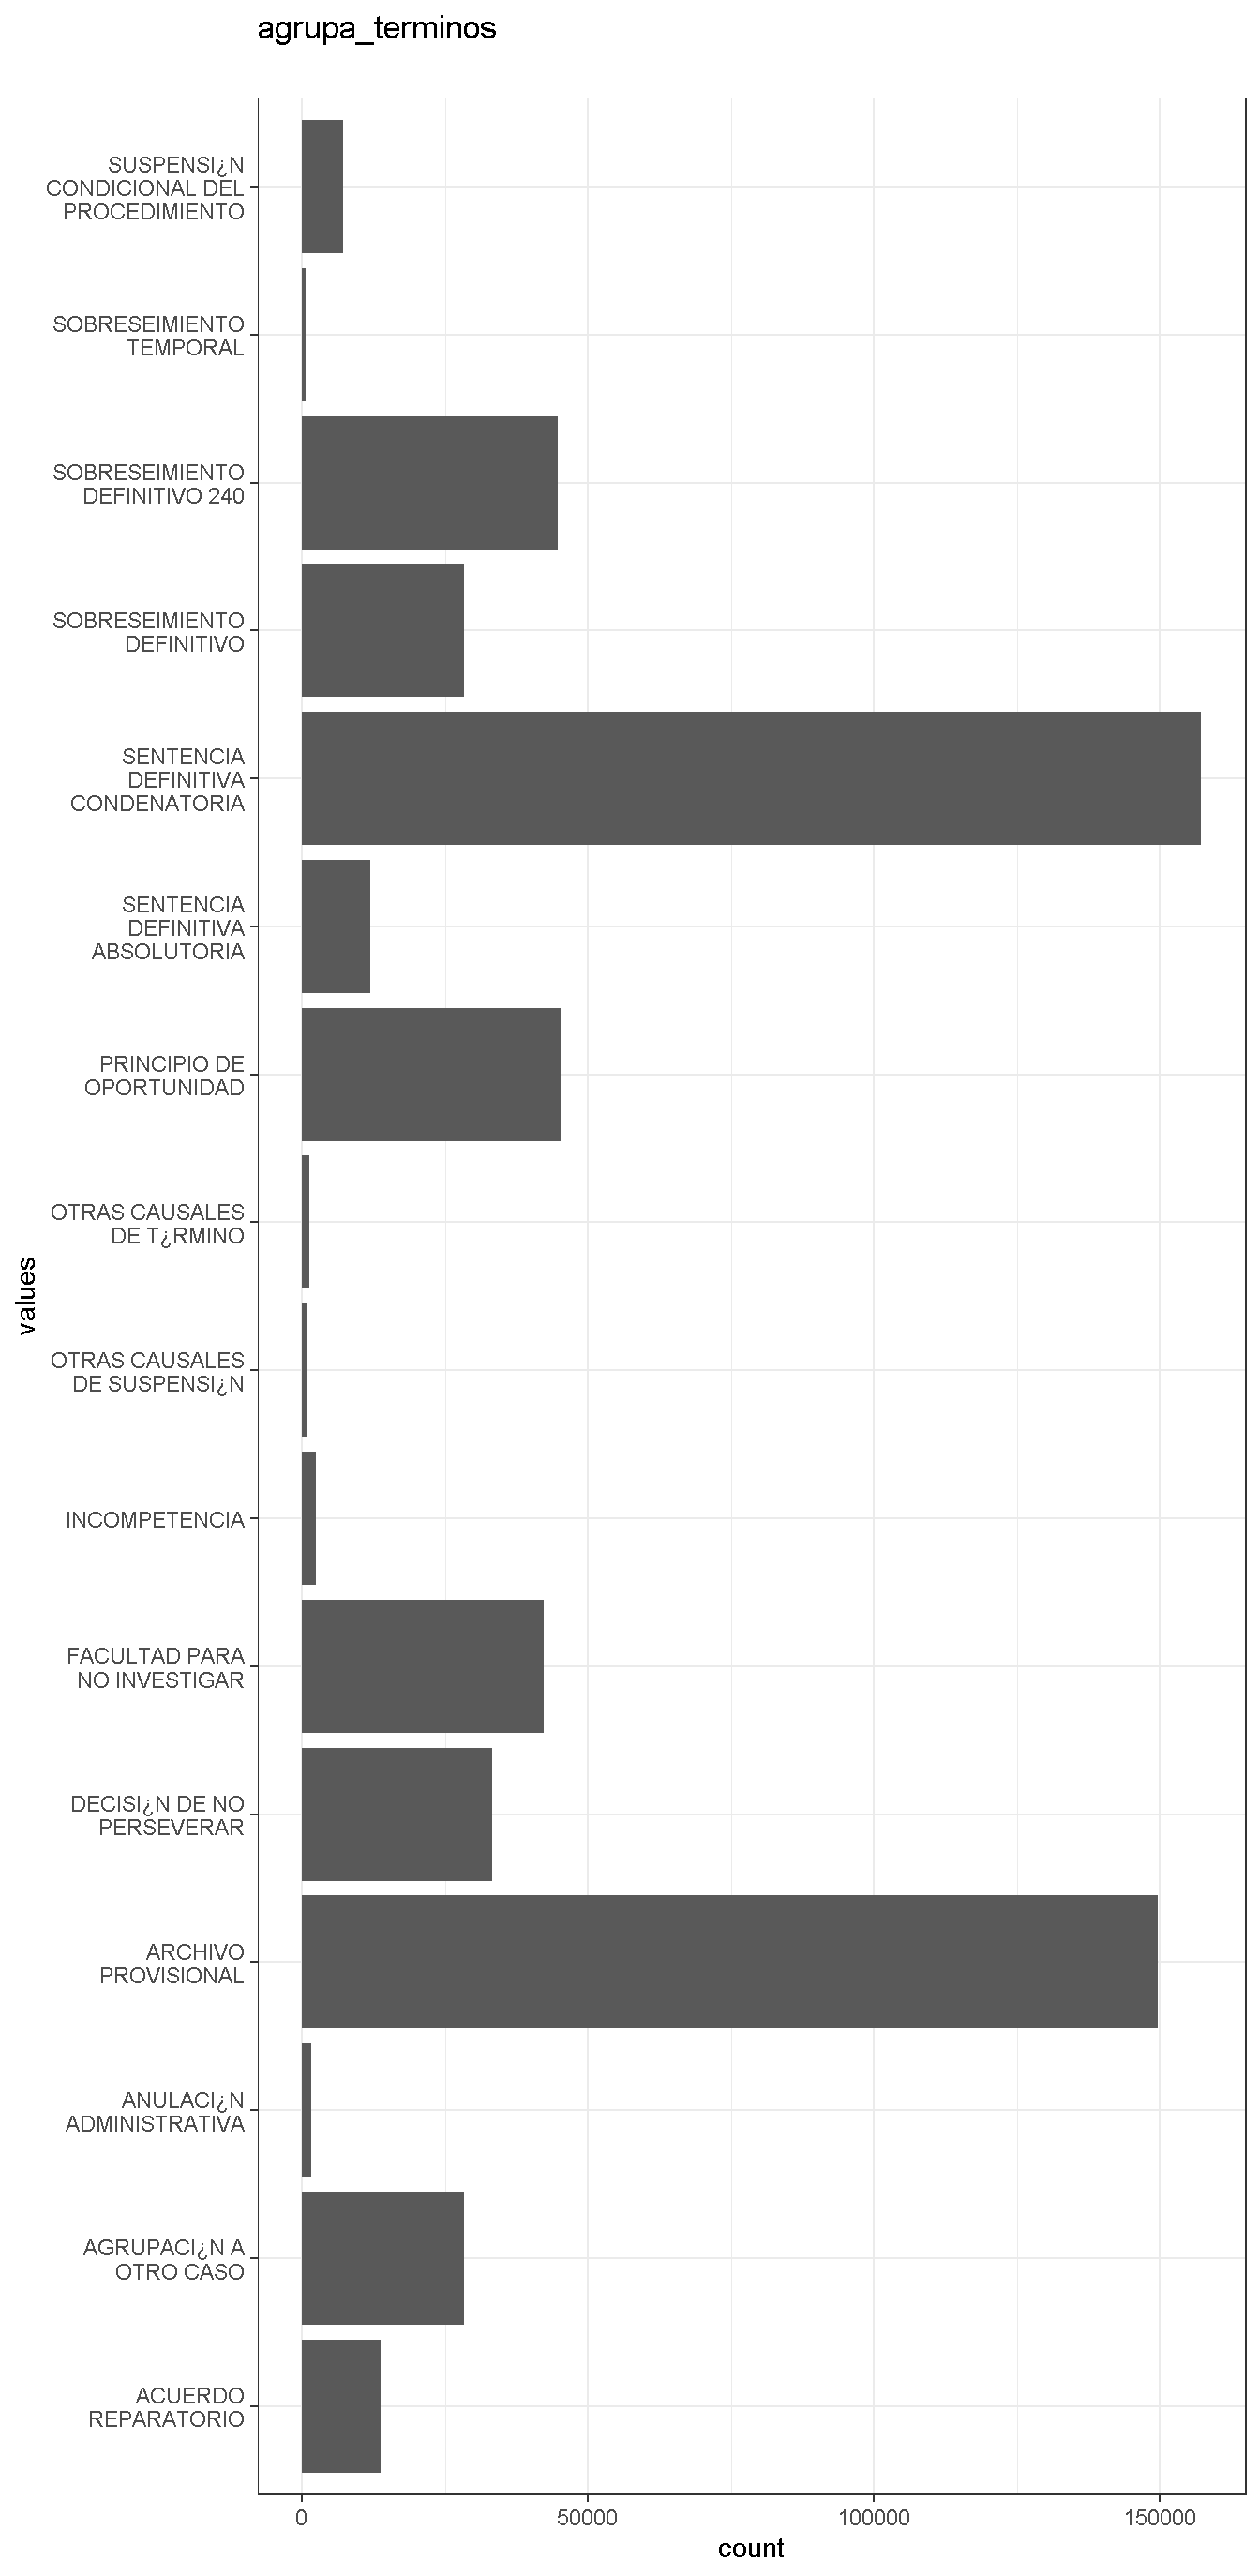 agrupa_terminos
SUSPENSI¿N
CONDICIONAL DEL
PROCEDIMIENTO
SOBRESEIMIENTO
TEMPORAL
SOBRESEIMIENTO
DEFINITIVO 240
SOBRESEIMIENTO
DEFINITIVO
SENTENCIA
DEFINITIVA
CONDENATORIA
SENTENCIA
DEFINITIVA
ABSOLUTORIA
PRINCIPIO DE
OPORTUNIDAD
OTRAS CAUSALES
DE T¿RMINO
OTRAS CAUSALES
DE SUSPENSI¿N
INCOMPETENCIA
FACULTAD PARA
NO INVESTIGAR
DECISI¿N DE NO
PERSEVERAR
ARCHIVO
PROVISIONAL
ANULACI¿N
ADMINISTRATIVA
AGRUPACI¿N A
OTRO CASO
ACUERDO
REPARATORIO
values
0 50000 100000 150000
count